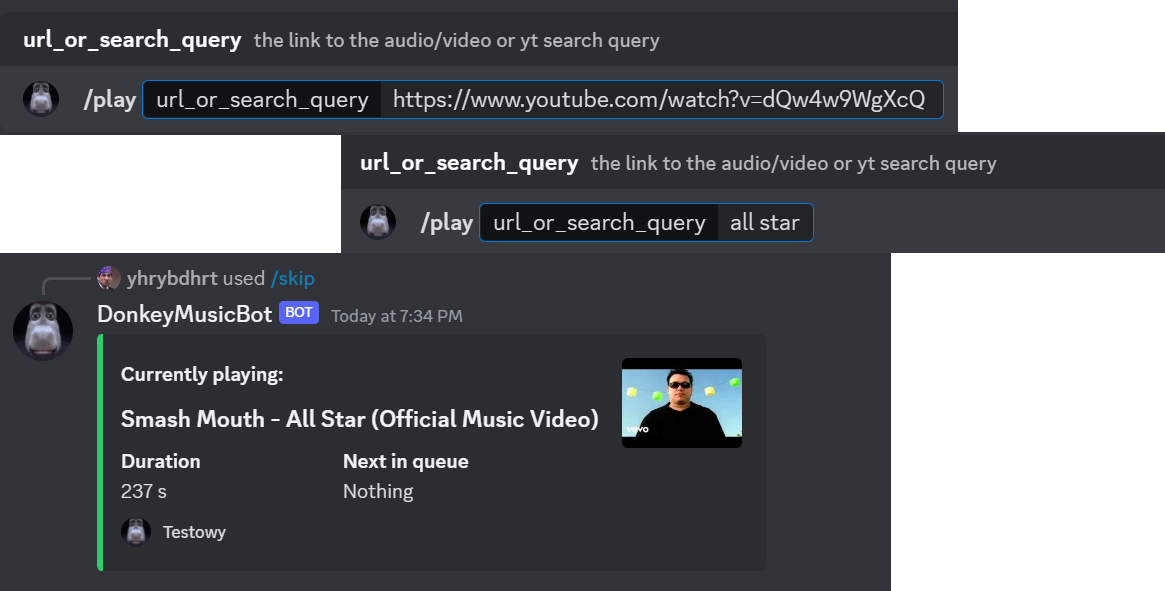 url_or_search_query the link to the audio/video or yt search query
/play url_or_search_query https://www.youtube.com/watch?v=dQw4w9WgXcQ
url_or_search_query the link to the audio/video or yt search query
/play url_or_search_query all star
yhrybdhrt used /skip
DonkeyMusicBot BOT Today at 7:34 PM
Currently playing:
Smash Mouth - All Star (Official Music Video)
vevo
Duration Next in queue
237 s Nothing
Testowy